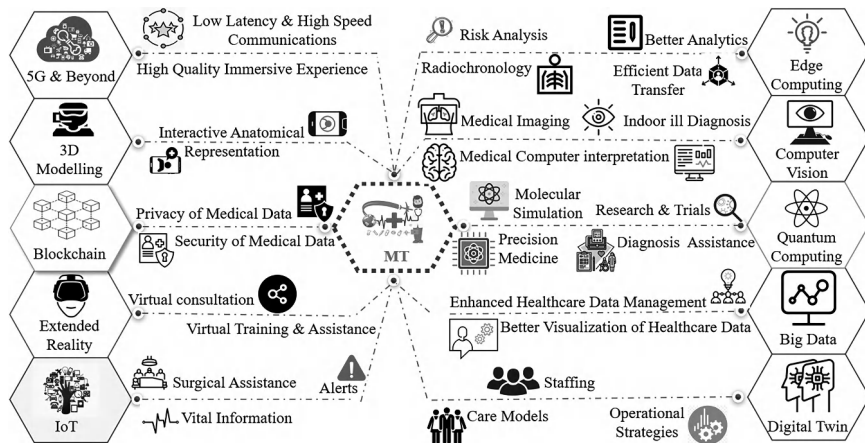 5G & Beyond
Low Latency & High Speed
Communications
High Quality Immersive Experience
3D
Modelling
Interactive Anatomical
Representation
Blockchain
Privacy of Medical Data
Security of Medical Data
Extended
Reality
Virtual consultation
Virtual Training & Assistance
IoT
Surgical Assistance
Alerts
Vital Information
MT
Risk Analysis
Better Analytics
Radiochronology
Efficient Data
Transfer
Edge
Computing
Medical Imaging
Indoor ill Diagnosis
Medical Computer interpretation
Computer
Vision
Molecular
Simulation
Research & Trials
Precision
Medicine
Diagnosis Assistance
Quantum
Computing
Enhanced Healthcare Data Management
Better Visualization of Healthcare Data
Big Data
Staffing
Care Models
Operational
Strategies
Digital Twin